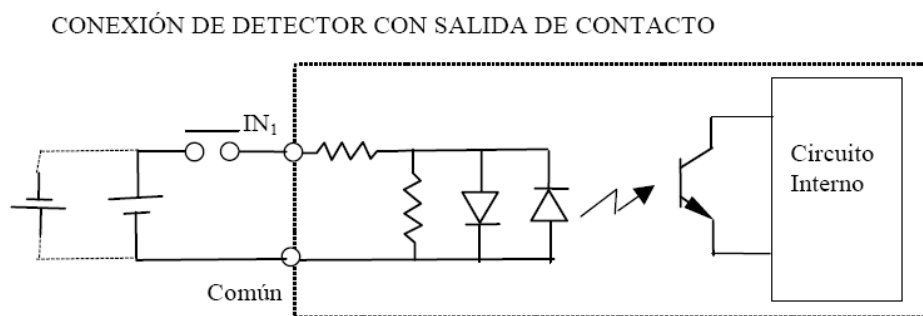 CONEXIÓN DE DETECTOR CON SALIDA DE CONTACTO
IN₁
Circuito
Interno
Común